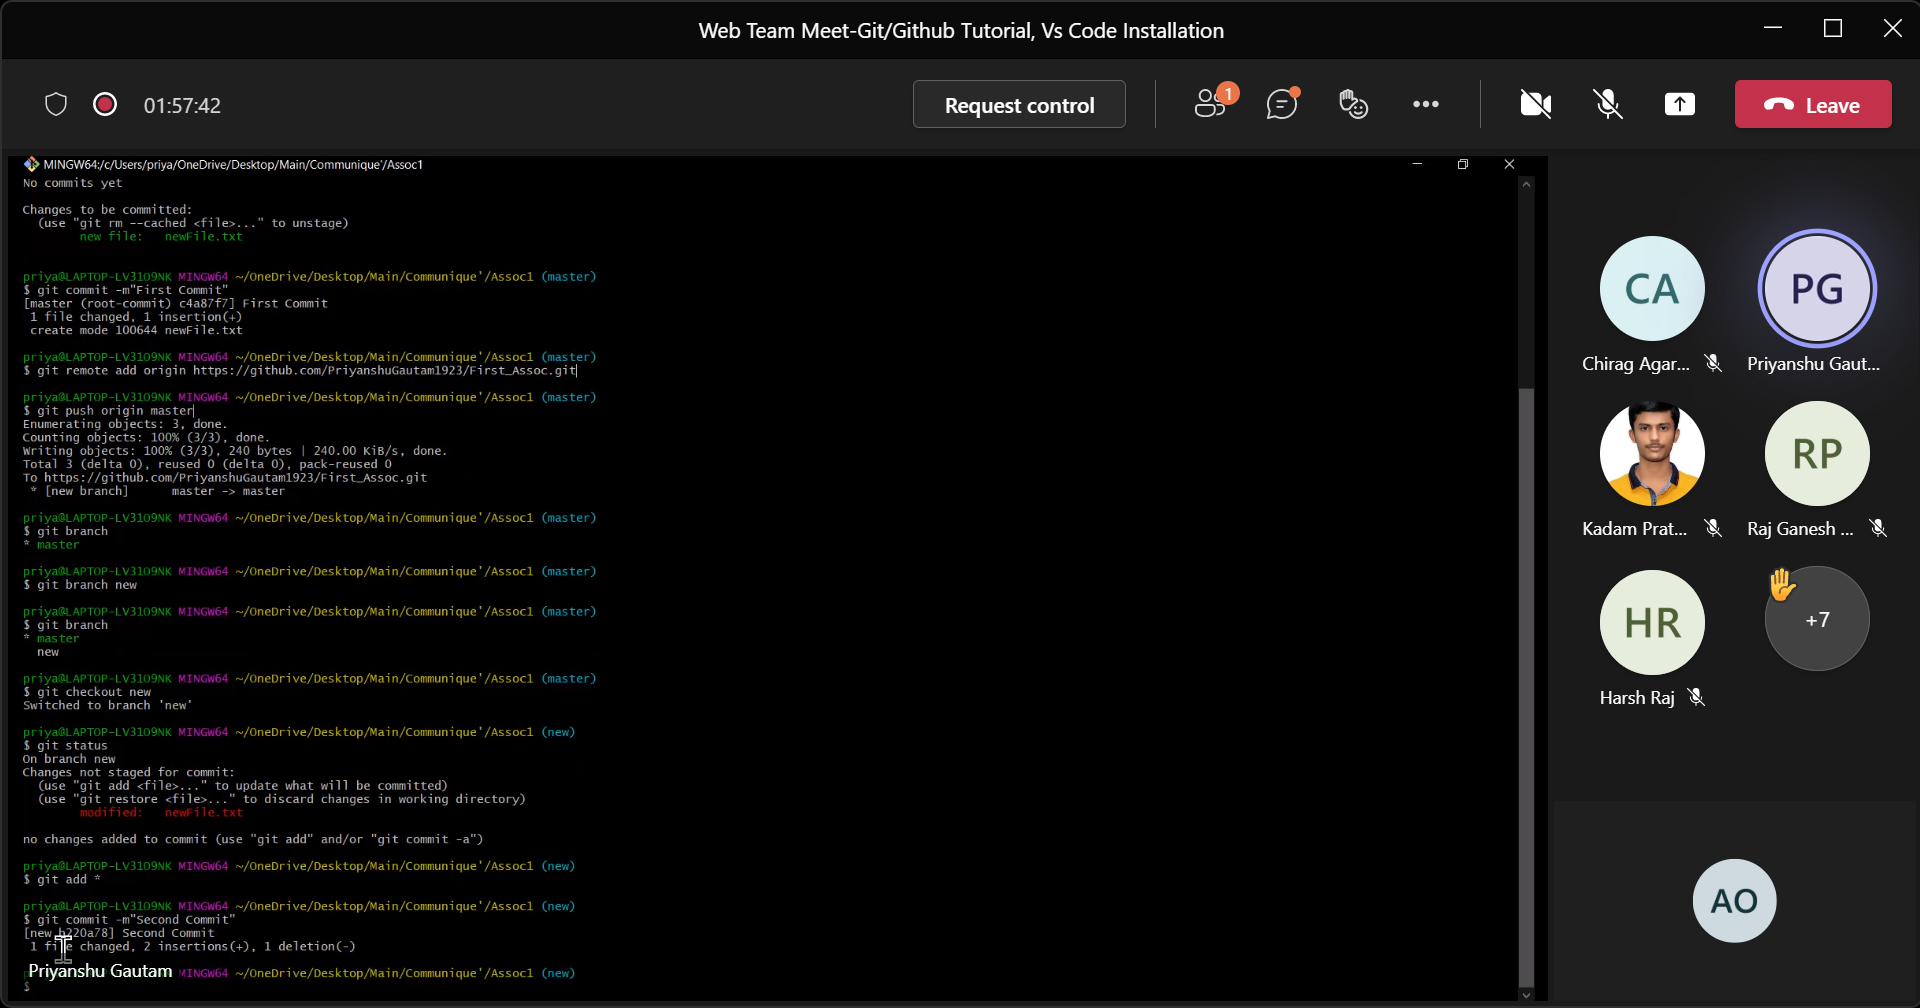 Web Team Meet-Git/Github Tutorial, Vs Code Installation
01:57:42
Request control
1
Leave
MINGW64:/c/Users/priya/OneDrive/Desktop/Main/Communique'/Assoc1
No commits yet
Changes to be committed:
(use "git rm --cached <file>..." to unstage)
new file:   newFile.txt
priya@LAPTOP-LV31O9NK MINGW64 ~/OneDrive/Desktop/Main/Communique'/Assoc1 (master)
$ git commit -m"First Commit"
[master (root-commit) c4a87f7] First Commit
1 file changed, 1 insertion(+)
create mode 100644 newFile.txt
priya@LAPTOP-LV31O9NK MINGW64 ~/OneDrive/Desktop/Main/Communique'/Assoc1 (master)
$ git remote add origin https://github.com/PriyanshuGautam1923/First_Assoc.git
priya@LAPTOP-LV31O9NK MINGW64 ~/OneDrive/Desktop/Main/Communique'/Assoc1 (master)
$ git push origin master
Enumerating objects: 3, done.
Counting objects: 100% (3/3), done.
Writing objects: 100% (3/3), 240 bytes | 240.00 KiB/s, done.
Total 3 (delta 0), reused 0 (delta 0), pack-reused 0
To https://github.com/PriyanshuGautam1923/First_Assoc.git
* [new branch]      master -> master
priya@LAPTOP-LV31O9NK MINGW64 ~/OneDrive/Desktop/Main/Communique'/Assoc1 (master)
$ git branch
* master
priya@LAPTOP-LV31O9NK MINGW64 ~/OneDrive/Desktop/Main/Communique'/Assoc1 (master)
$ git branch new
priya@LAPTOP-LV31O9NK MINGW64 ~/OneDrive/Desktop/Main/Communique'/Assoc1 (master)
$ git branch
* master
new
priya@LAPTOP-LV31O9NK MINGW64 ~/OneDrive/Desktop/Main/Communique'/Assoc1 (master)
$ git checkout new
Switched to branch 'new'
priya@LAPTOP-LV31O9NK MINGW64 ~/OneDrive/Desktop/Main/Communique'/Assoc1 (new)
$ git status
On branch new
Changes not staged for commit:
(use "git add <file>..." to update what will be committed)
(use "git restore <file>..." to discard changes in working directory)
modified:   newFile.txt
no changes added to commit (use "git add" and/or "git commit -a")
priya@LAPTOP-LV31O9NK MINGW64 ~/OneDrive/Desktop/Main/Communique'/Assoc1 (new)
$ git add *
priya@LAPTOP-LV31O9NK MINGW64 ~/OneDrive/Desktop/Main/Communique'/Assoc1 (new)
$ git commit -m"Second Commit"
[new b220a78] Second Commit
1 file changed, 2 insertions(+), 1 deletion(-)
Priyanshu Gautam MINGW64 ~/OneDrive/Desktop/Main/Communique'/Assoc1 (new)
$
CA
PG
Chirag Agar...
Priyanshu Gaut...
RP
Kadam Prat...
Raj Ganesh ...
HR
+7
Harsh Raj
AO